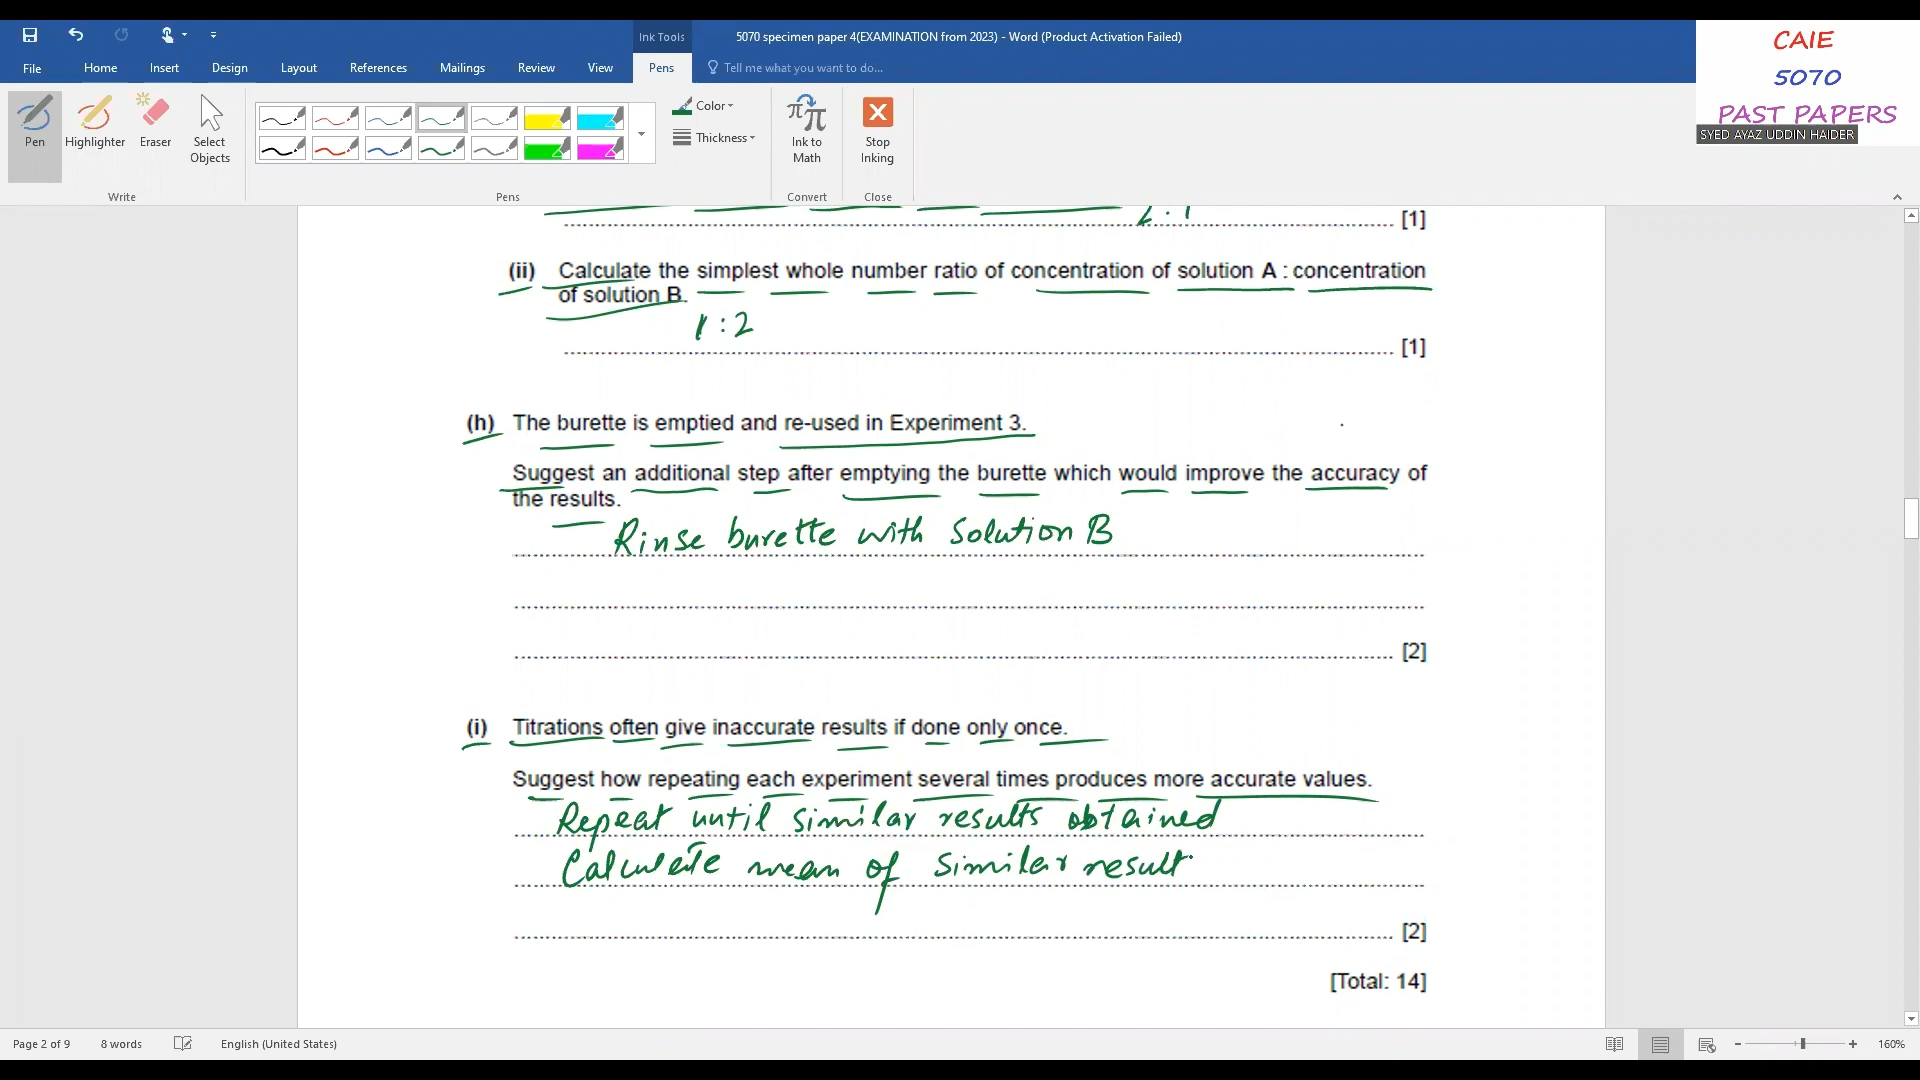 Ink Tools
5070 specimen paper 4(EXAMINATION from 2023) - Word (Product Activation Failed)
File Home Insert Design Layout References Mailings Review View Pens Tell me what you want to do...
CAIE
5070
PAST PAPERS
SYED AYAZ UDDIN HAIDER
Pen Highlighter Eraser Select Objects
Color
Thickness
Ink to Math
Stop Inking
Write Pens Convert Close
2 : 1
[1]
(ii) Calculate the simplest whole number ratio of concentration of solution A : concentration
of solution B.
1 : 2
[1]
(h) The burette is emptied and re-used in Experiment 3.
Suggest an additional step after emptying the burette which would improve the accuracy of
the results.
Rinse burette with solution B
[2]
(i) Titrations often give inaccurate results if done only once.
Suggest how repeating each experiment several times produces more accurate values.
Repeat until similar results obtained
Calculate mean of similar result
[2]
[Total: 14]
Page 2 of 9 8 words English (United States) 160%